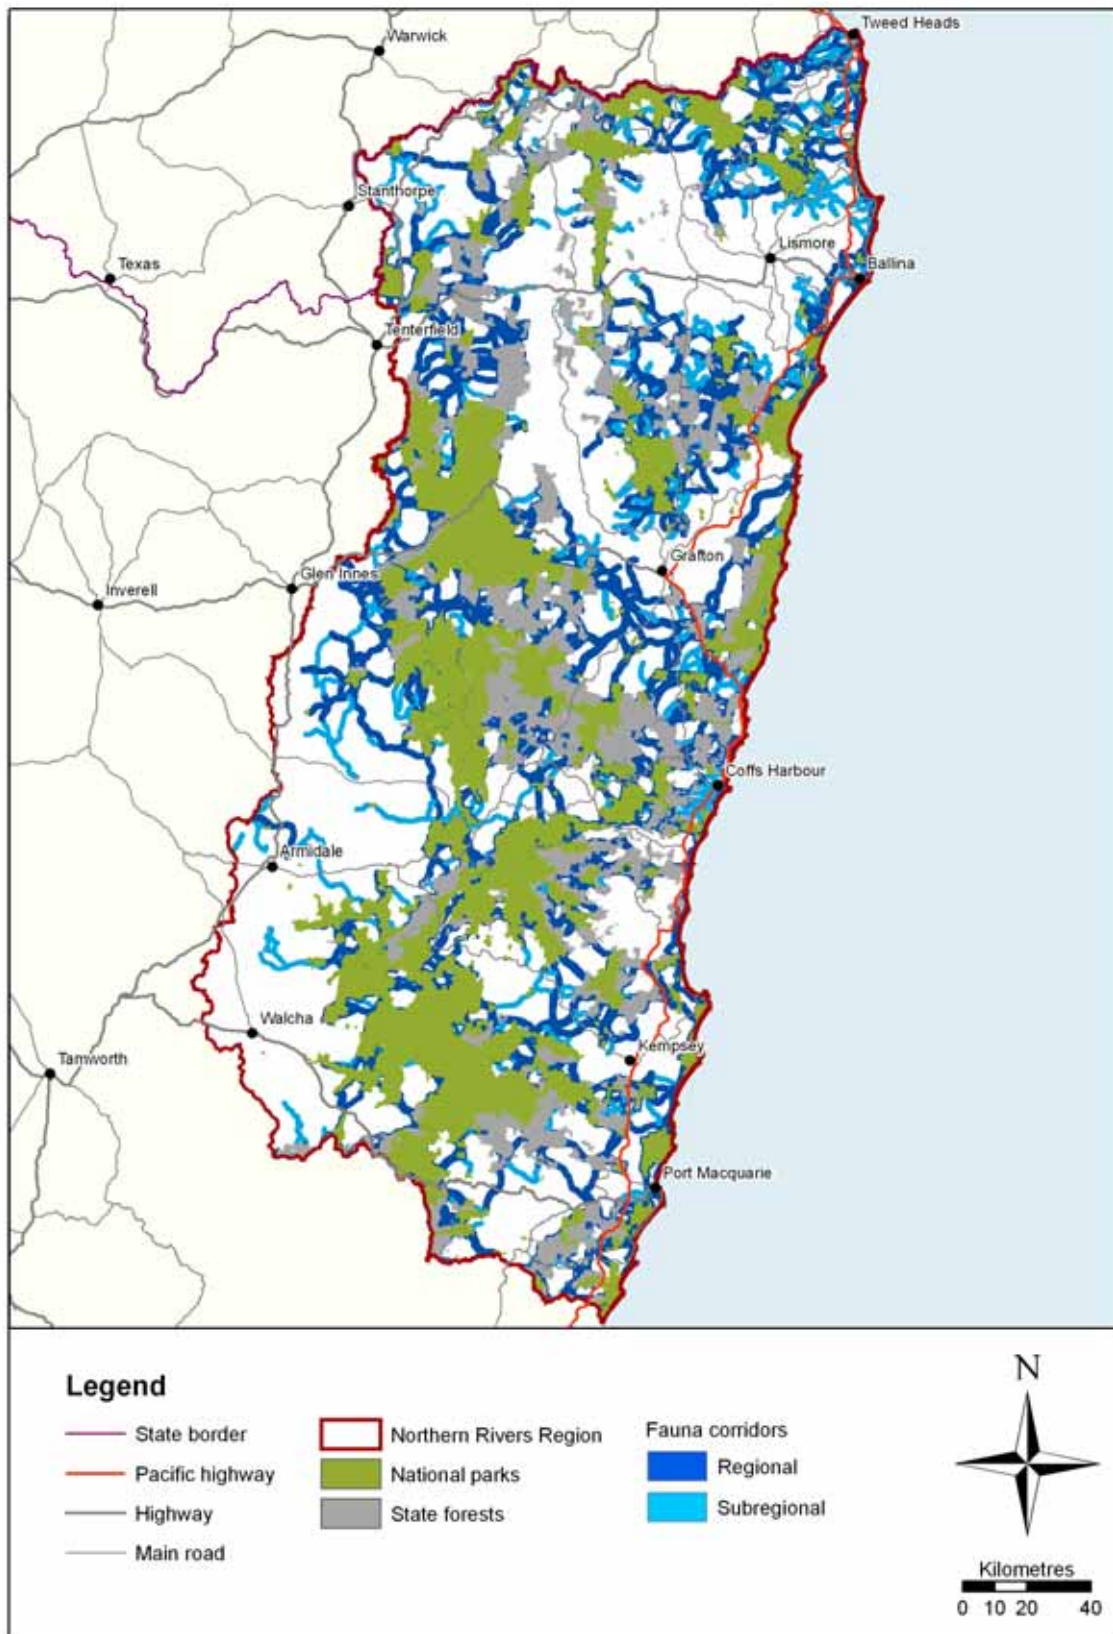 Tweed Heads
Warwick
Stanthorpe
Lismore
Texas
Ballina
Tenterfield
Grafton
Glen Innes
Inverell
Coffs Harbour
Armidale
Walcha
Kempsey
Tamworth
Port Macquarie
Legend
State border
Pacific highway
Highway
Main road
Northern Rivers Region
National parks
State forests
Fauna corridors
Regional
Subregional
N
Kilometres
0 10 20 40